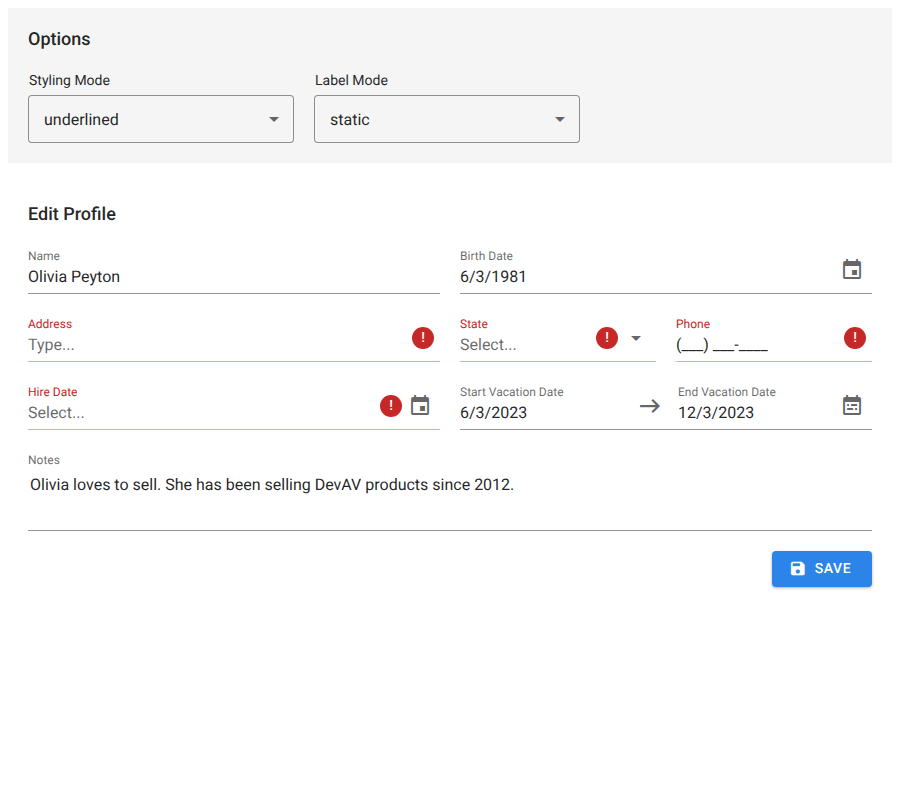 Options
Styling Mode Label Mode
underlined static
Edit Profile
Name Birth Date
Olivia Peyton 6/3/1981
Address State Phone
Type... ! Select... ! (___) ___-____ !
Hire Date Start Vacation Date End Vacation Date
Select... ! 6/3/2023 12/3/2023
Notes
Olivia loves to sell. She has been selling DevAV products since 2012.
SAVE